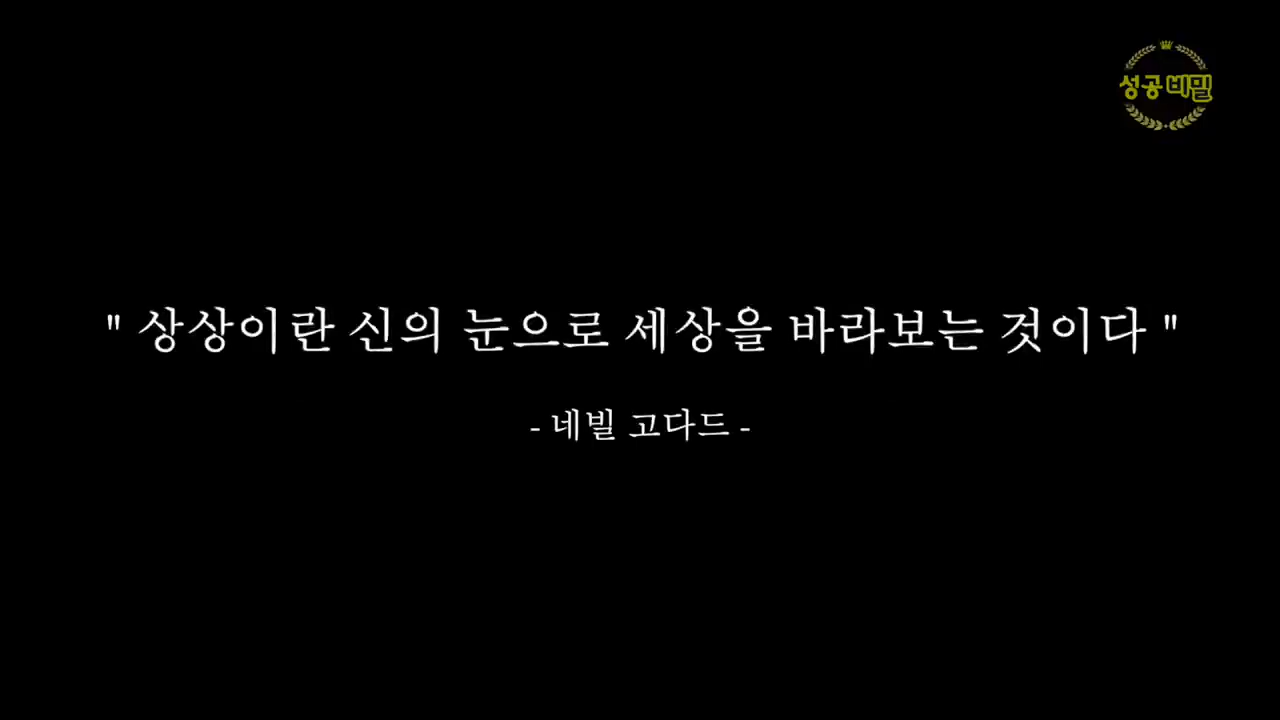 성공비밀
" 상상이란 신의 눈으로 세상을 바라보는 것이다 "
- 네빌 고다드 -